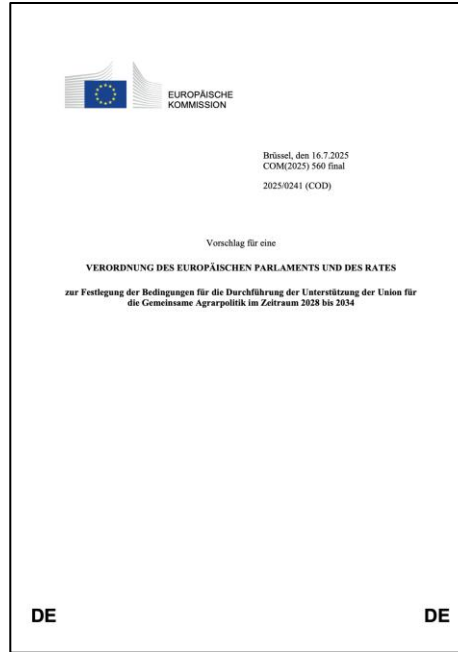 EUROPÄISCHE
KOMMISSION
Brüssel, den 16.7.2025
COM(2025) 560 final
2025/0241 (COD)
Vorschlag für eine
VERORDNUNG DES EUROPÄISCHEN PARLAMENTS UND DES RATES
zur Festlegung der Bedingungen für die Durchführung der Unterstützung der Union für
die Gemeinsame Agrarpolitik im Zeitraum 2028 bis 2034
DE DE